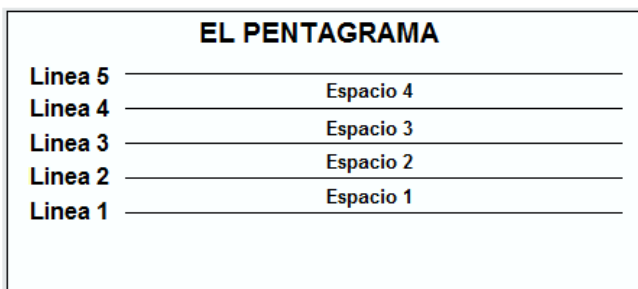 EL PENTAGRAMA
Linea 5
Espacio 4
Linea 4
Espacio 3
Linea 3
Espacio 2
Linea 2
Espacio 1
Linea 1